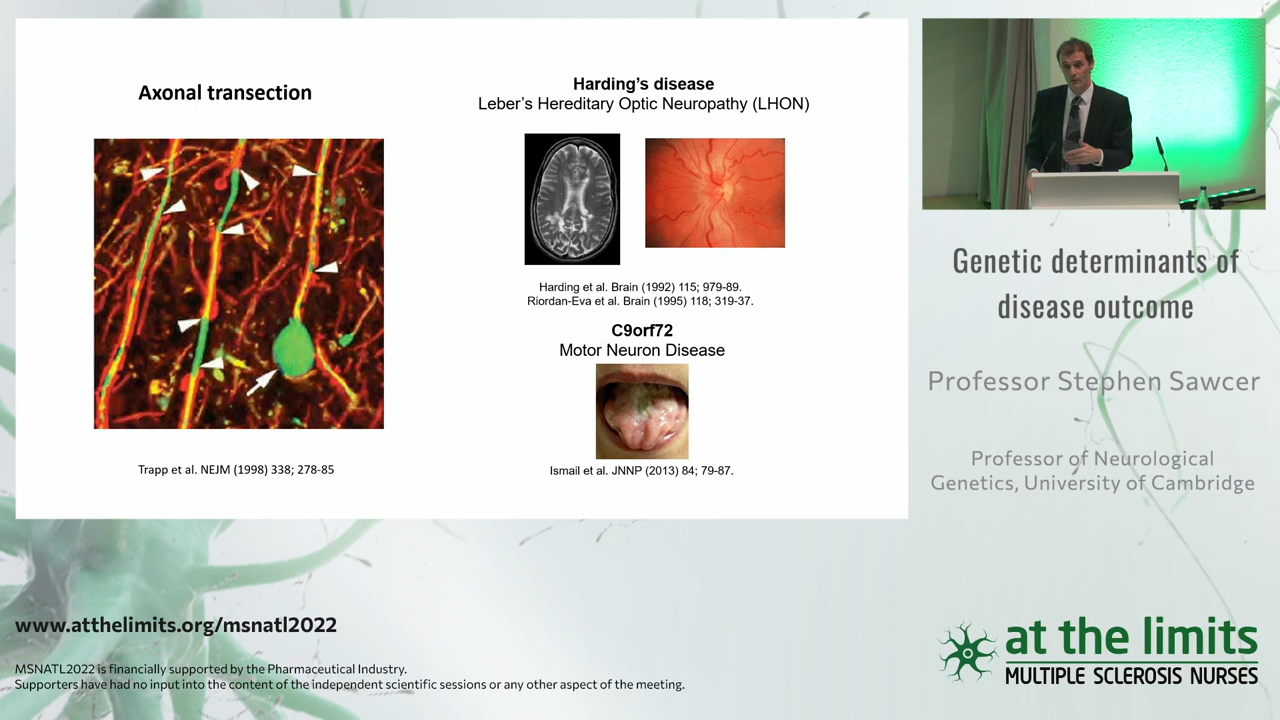 Axonal transection
Trapp et al. NEJM (1998) 338; 278-85
Harding's disease
Leber's Hereditary Optic Neuropathy (LHON)
Harding et al. Brain (1992) 115; 979-89.
Riordan-Eva et al. Brain (1995) 118; 319-37.
C9orf72
Motor Neuron Disease
Ismail et al. JNNP (2013) 84; 79-87.
Genetic determinants of
disease outcome
Professor Stephen Sawcer
Professor of Neurological
Genetics, University of Cambridge
www.atthelimits.org/msnatl2022
MSNATL2022 is financially supported by the Pharmaceutical Industry.
Supporters have had no input into the content of the independent scientific sessions or any other aspect of the meeting.
at the limits
MULTIPLE SCLEROSIS NURSES